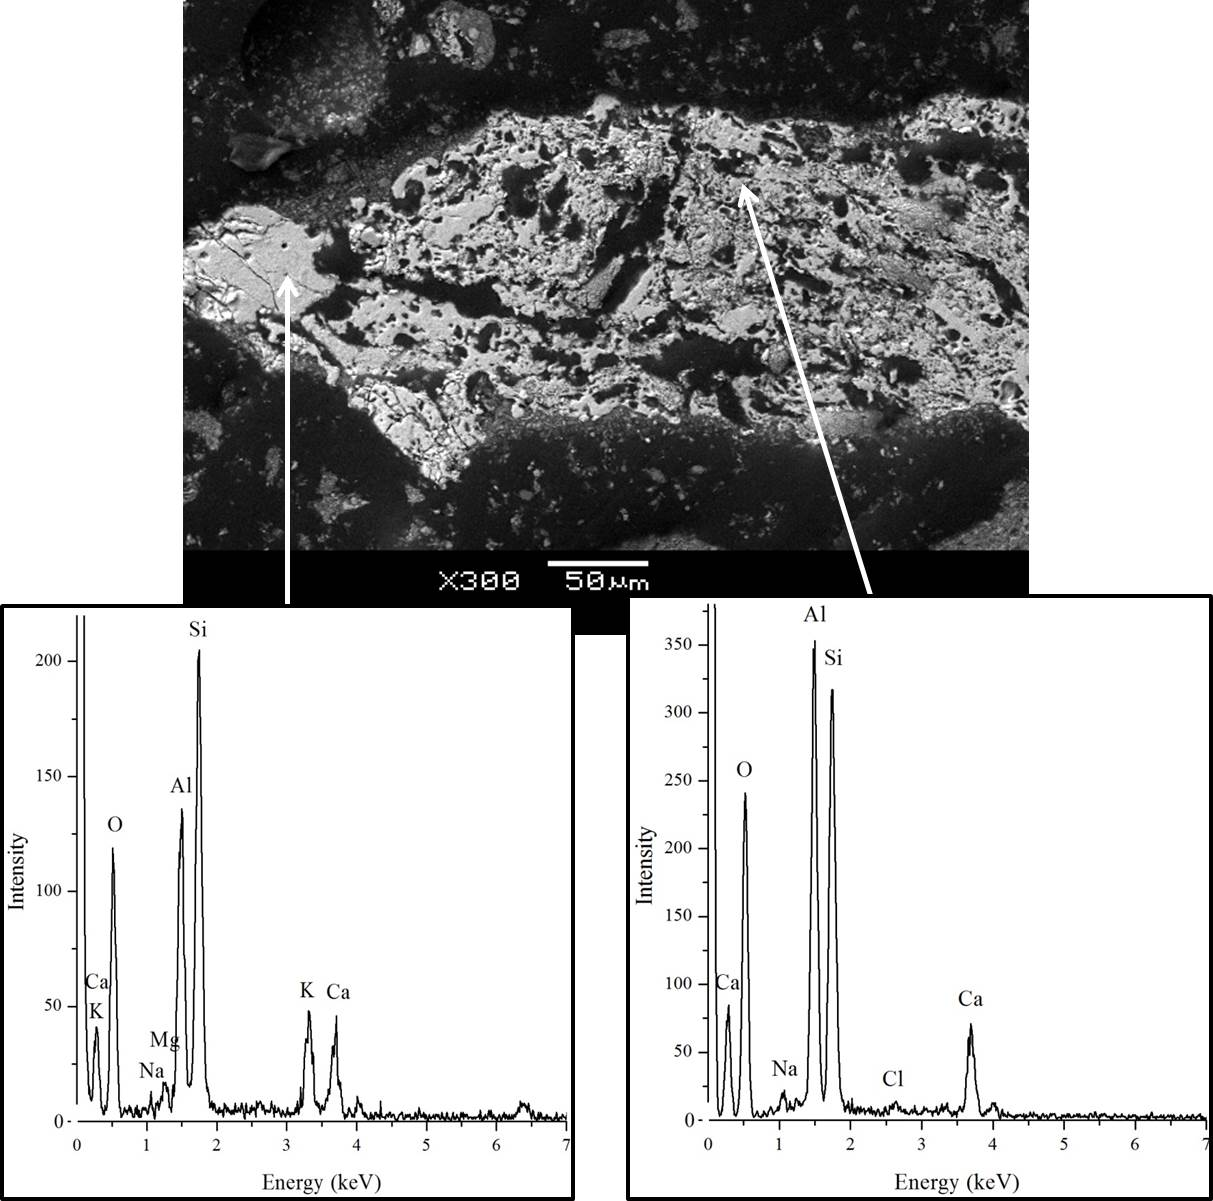 X300 50μm
Si
200
150
Al
O
100
Intensity
50
Ca
K
K Ca
Mg
Na
0
0 1 2 3 4 5 6 7
Energy (keV)
Al
350
Si
300
250
O
200
Intensity
150
100
Ca
Ca
50
Na
Cl
0
0 1 2 3 4 5 6 7
Energy (keV)